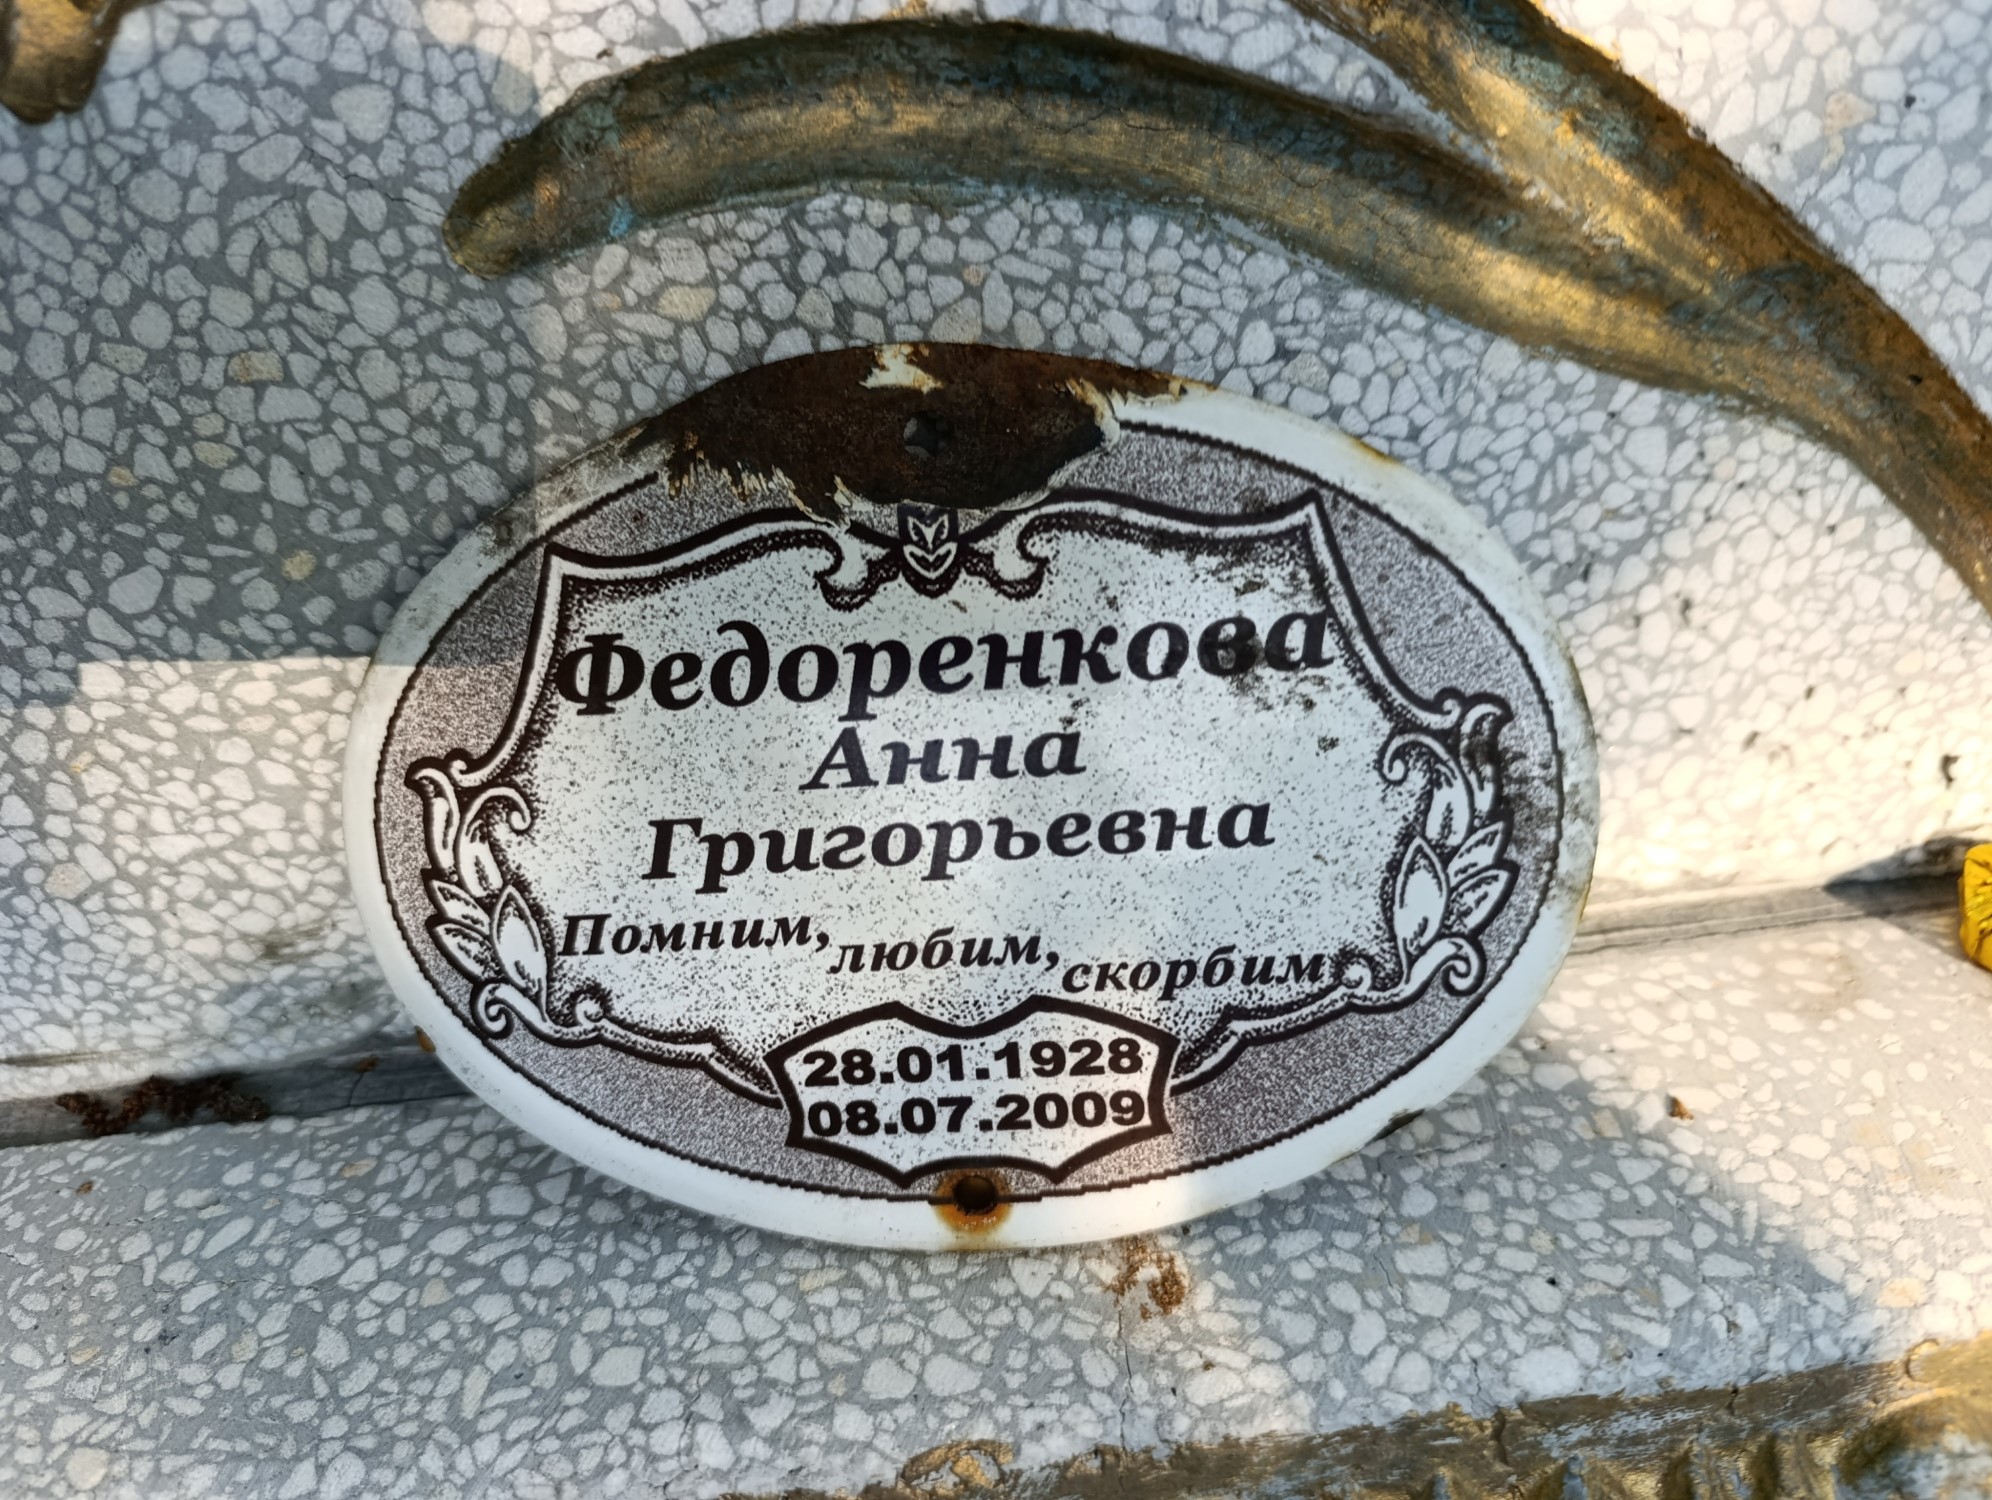 Федоренкова
Анна
Григорьевна
Помним, любим, скорбим
28.01.1928
08.07.2009